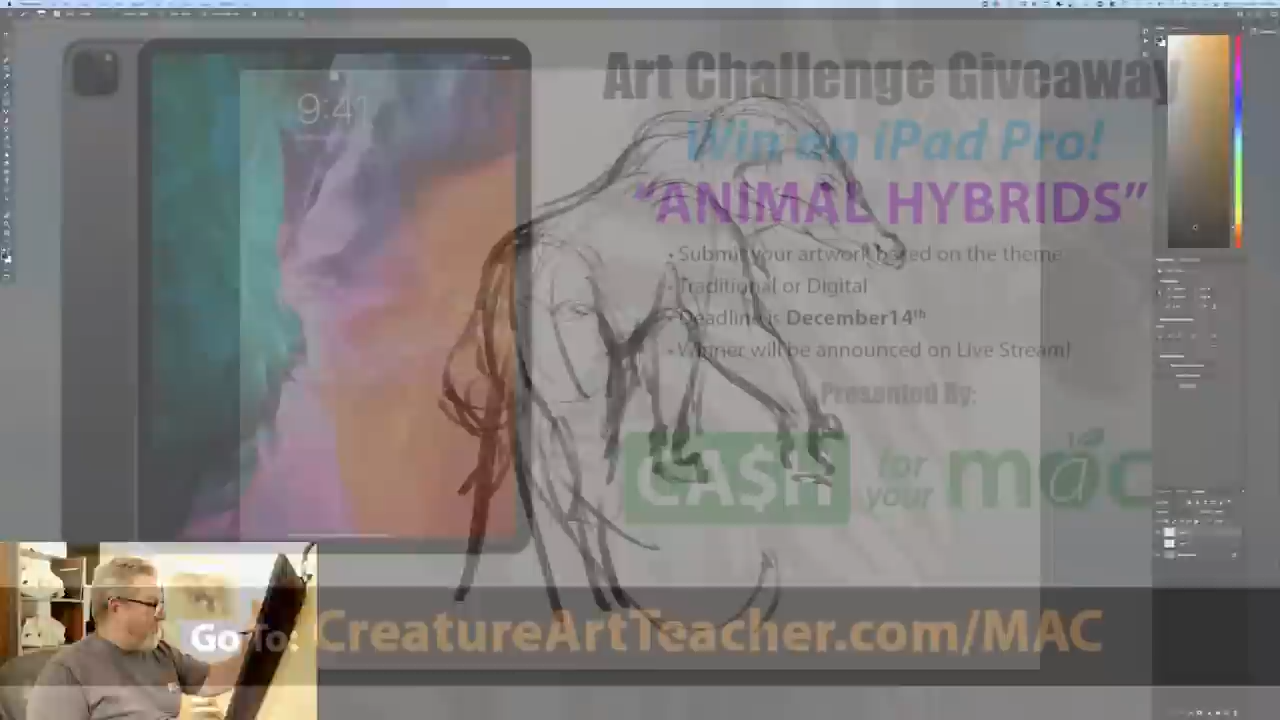 Art Challenge Giveaway
9:41
Win an iPad Pro!
"ANIMAL HYBRIDS"
• Submit your artwork based on the theme
• Traditional or Digital
• Deadline is December14th
• Winner will be announced on Live Stream!
Presented By:
CA$H for your mac
Go To: CreatureArtTeacher.com/MAC